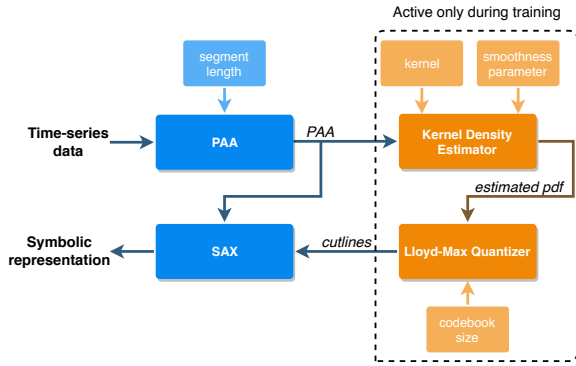 Active only during training
segment
length
kernel
smoothness
parameter
Time-series
data
PAA
PAA
Kernel Density
Estimator
estimated pdf
Symbolic
representation
SAX
cutlines
Lloyd-Max Quantizer
codebook
size